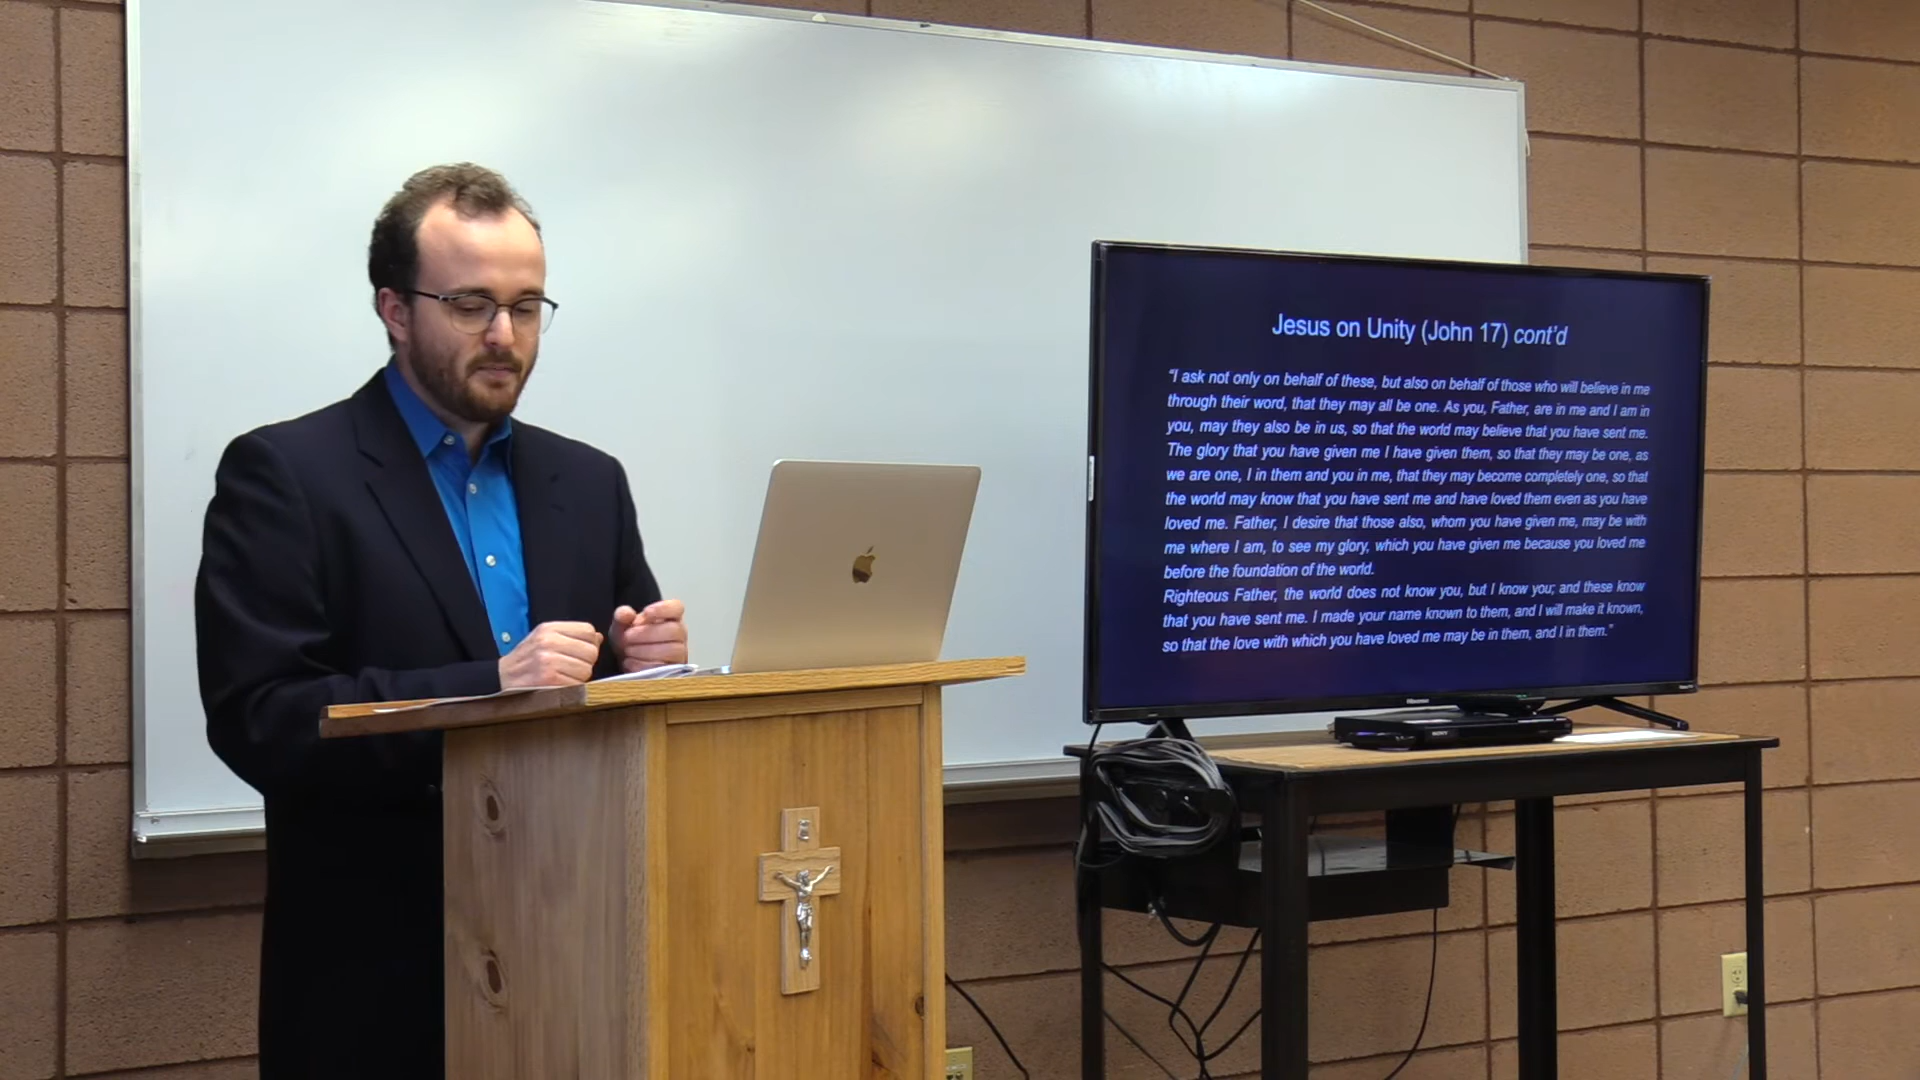 Jesus on Unity (John 17) cont'd
“I ask not only on behalf of these, but also on behalf of those who will believe in me
through their word, that they may all be one. As you, Father, are in me and I am in
you, may they also be in us, so that the world may believe that you have sent me.
The glory that you have given me I have given them, so that they may be one, as
we are one, I in them and you in me, that they may become completely one, so that
the world may know that you have sent me and have loved them even as you have
loved me. Father, I desire that those also, whom you have given me, may be with
me where I am, to see my glory, which you have given me because you loved me
before the foundation of the world.
Righteous Father, the world does not know you, but I know you; and these know
that you have sent me. I made your name known to them, and I will make it known,
so that the love with which you have loved me may be in them, and I in them.”
Hisense
SONY